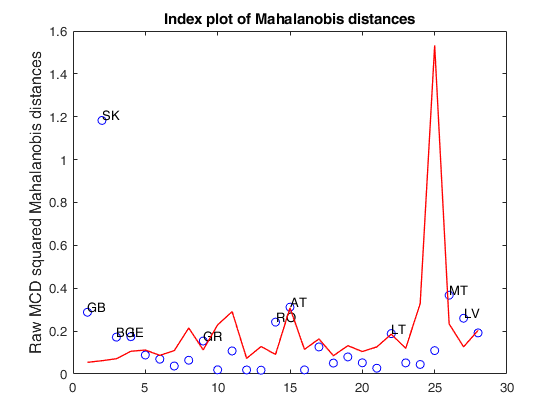 Index plot of Mahalanobis distances
Raw MCD squared Mahalanobis distances
1.6
1.4
1.2
1
0.8
0.6
0.4
0.2
0
SK
GB
BG
IE
GR
RO
AT
LT
MT
LV
0
5
10
15
20
25
30